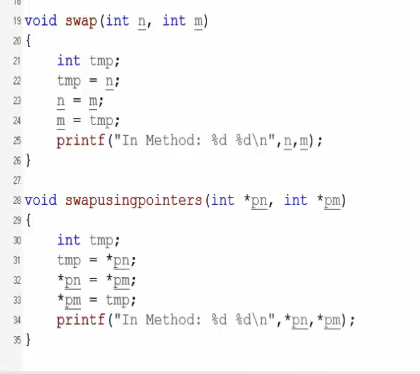 18
19 void swap(int n, int m)
20 {
21 int tmp;
22 tmp = n;
23 n = m;
24 m = tmp;
25 printf("In Method: %d %d\n",n,m);
26 }
27
28 void swapusingpointers(int *pn, int *pm)
29 {
30 int tmp;
31 tmp = *pn;
32 *pn = *pm;
33 *pm = tmp;
34 printf("In Method: %d %d\n",*pn,*pm);
35 }